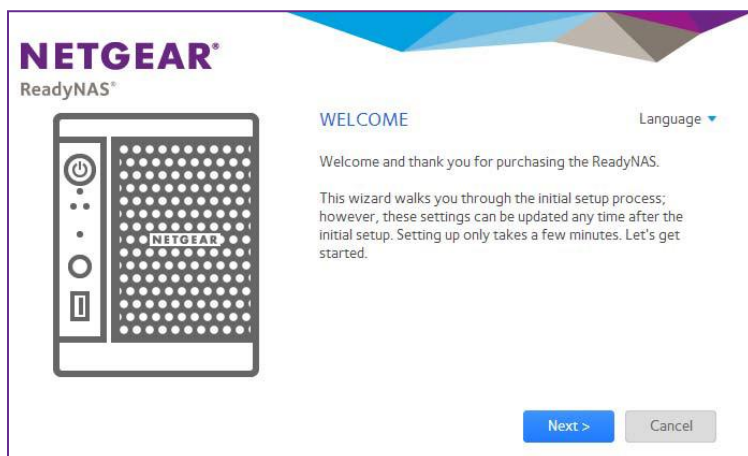 NETGEAR®
ReadyNAS®
WELCOME
Language
Welcome and thank you for purchasing the ReadyNAS.
This wizard walks you through the initial setup process;
however, these settings can be updated any time after the
initial setup. Setting up only takes a few minutes. Let's get
started.
NETGEAR
Next >
Cancel